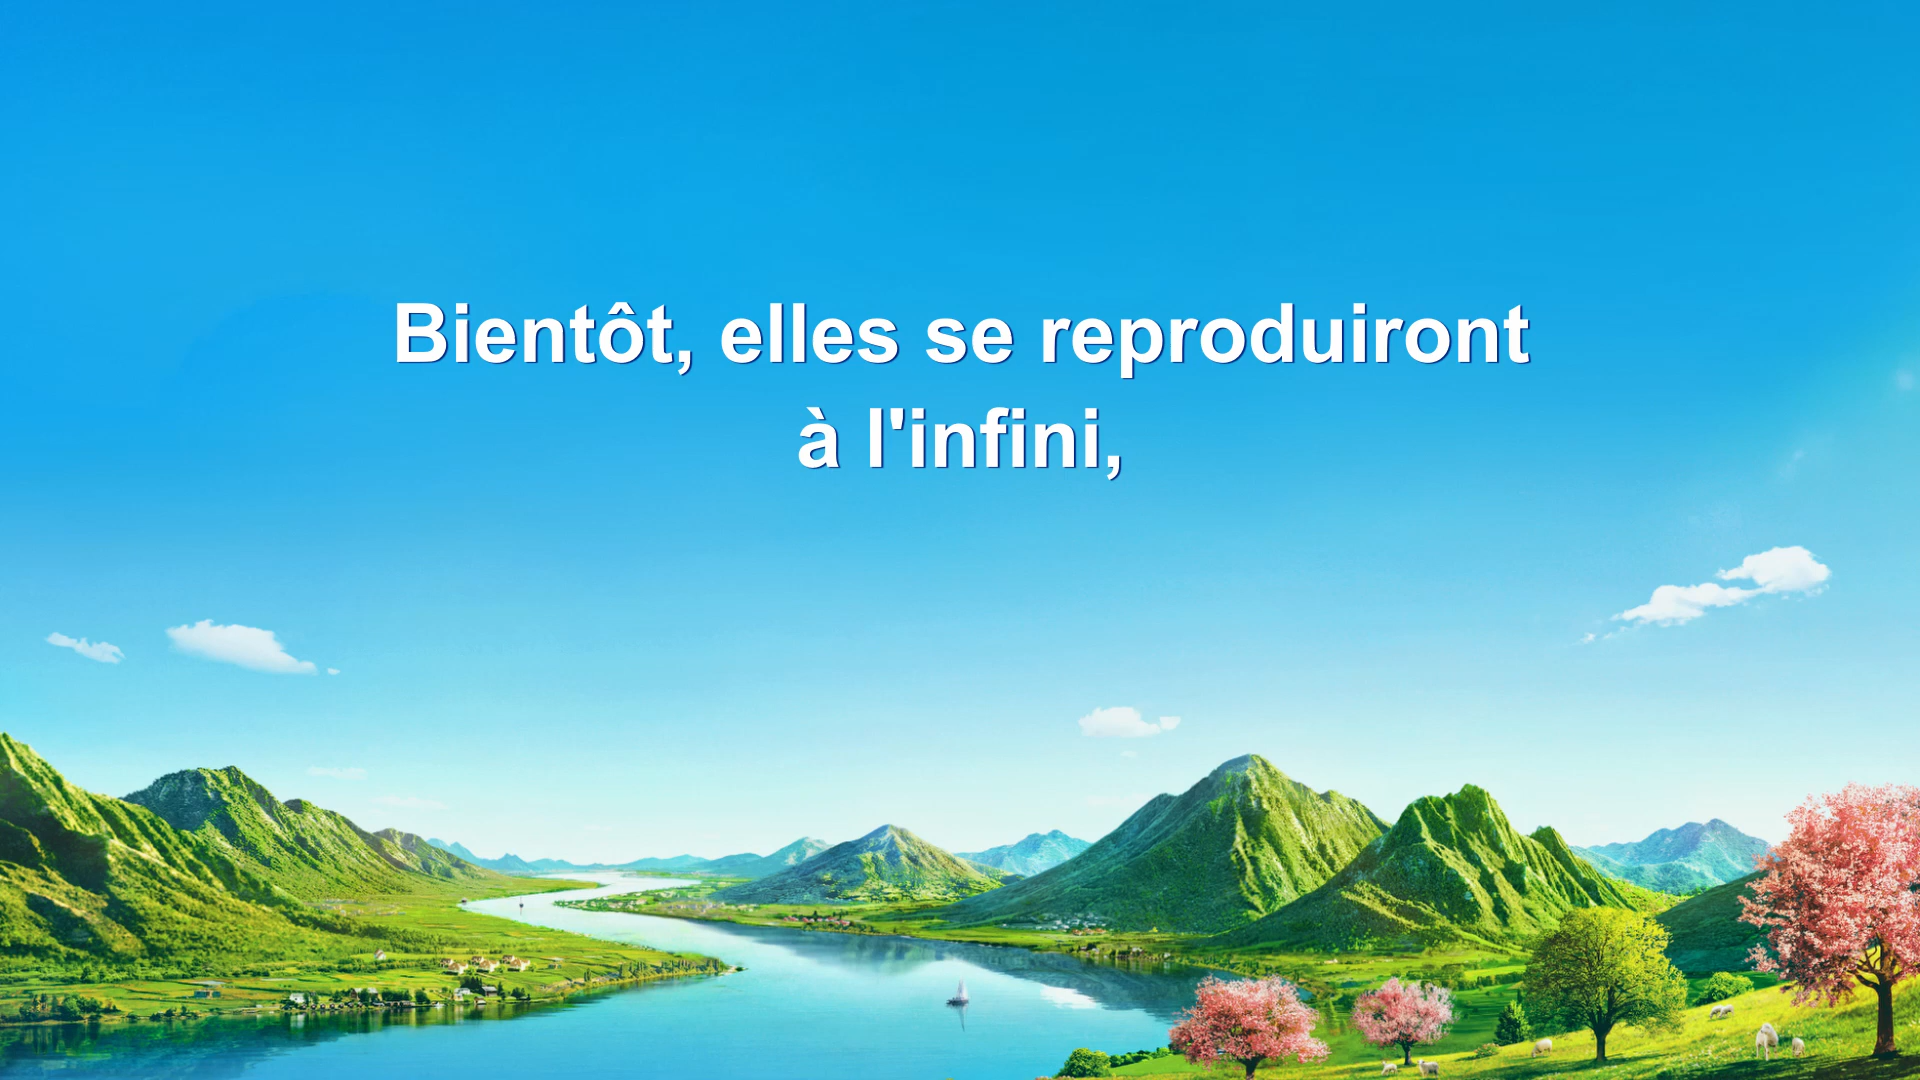 Bientôt, elles se reproduiront
à l'infini,